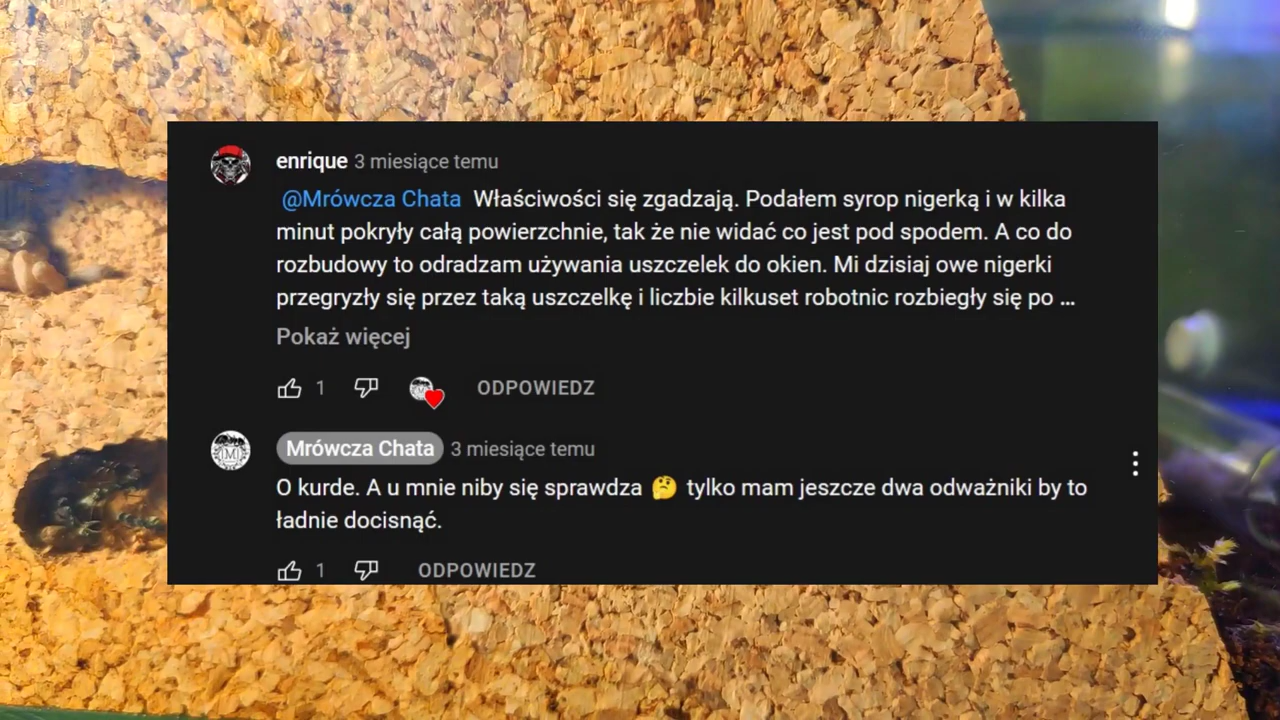 enrique 3 miesiące temu
@Mrówcza Chata Właściwości się zgadzają. Podałem syrop nigerką i w kilka
minut pokryły całą powierzchnie, tak że nie widać co jest pod spodem. A co do
rozbudowy to odradzam używania uszczelek do okien. Mi dzisiaj owe nigerki
przegryzły się przez taką uszczelkę i liczbie kilkuset robotnic rozbiegły się po ...
Pokaż więcej
1 ODPOWIEDZ
Mrówcza Chata 3 miesiące temu
O kurde. A u mnie niby się sprawdza 🤔 tylko mam jeszcze dwa odważniki by to
ładnie docisnąć.
1 ODPOWIEDZ